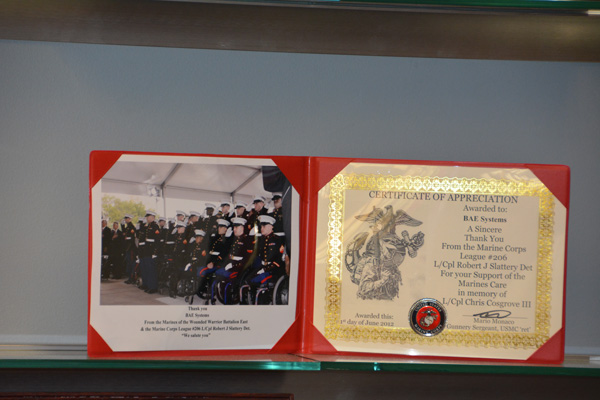 Thank you
BAE Systems
From the Marines of the Wounded Warrior Battalion East
& the Marine Corps League #206 L/Cpl Robert J Slattery Det.
"We salute you"
CERTIFICATE OF APPRECIATION
Awarded to:
BAE Systems
A Sincere
Thank You
From the Marine Corps
League #206
L/Cpl Robert J Slattery Det
For your Support of the
Marines Care
in memory of
L/Cpl Chris Cosgrove III
Awarded this:
1st day of June 2012
Mario Monaco
Gunnery Sergeant, USMC